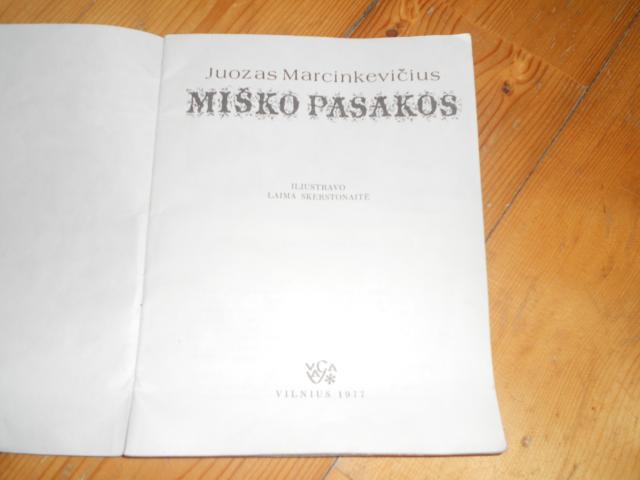 Juozas Marcinkevičius
MIŠKO PASAKOS
ILIUSTRAVO
LAIMA SKERSTONAITĖ
VILNIUS 1977